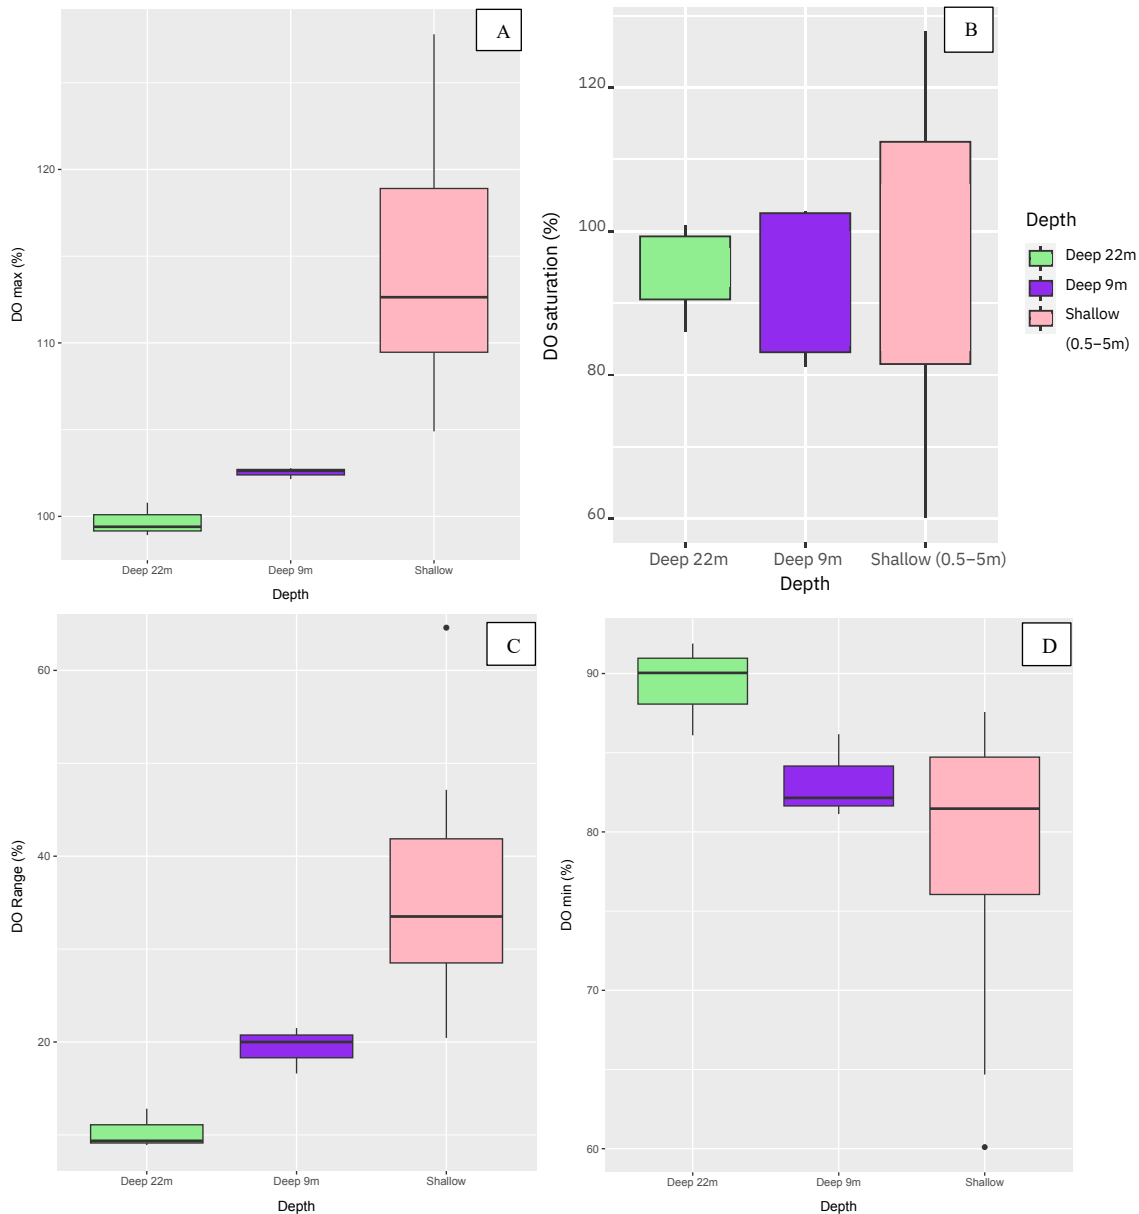 A
DO max (%)
120
110
100
Deep 22m
Deep 9m
Shallow
Depth
B
DO saturation (%)
120
100
80
60
Deep 22m
Deep 9m
Shallow (0.5–5m)
Depth
Depth
Deep 22m
Deep 9m
Shallow
(0.5–5m)
C
DO Range (%)
60
40
20
Deep 22m
Deep 9m
Shallow
Depth
D
DO min (%)
90
80
70
60
Deep 22m
Deep 9m
Shallow
Depth